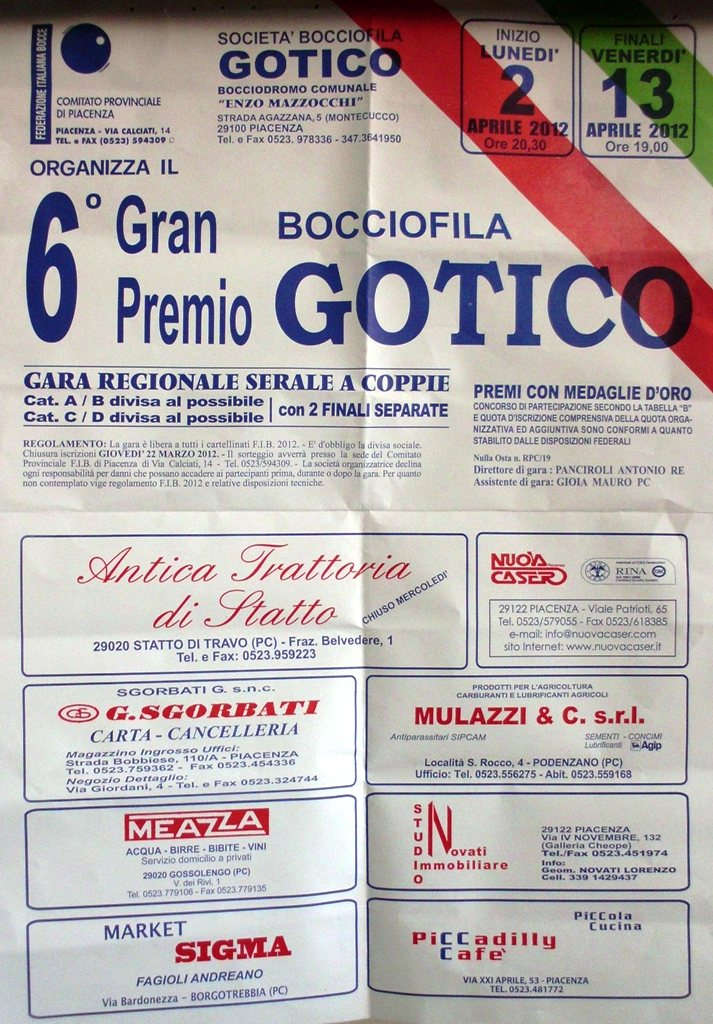 FEDERAZIONE ITALIANA BOCCE
COMITATO PROVINCIALE
DI PIACENZA
PIACENZA - VIA CALCIATI, 14
TEL. e FAX (0523) 594309
SOCIETA' BOCCIOFILA
GOTICO
BOCCIODROMO COMUNALE
"ENZO MAZZOCCHI"
STRADA AGAZZANA, 5 (MONTECUCCO)
29100 PIACENZA
Tel. e Fax 0523. 978336 - 347.3641950
INIZIO
LUNEDI'
2
APRILE 2012
Ore 20,30
FINALI
VENERDI'
13
APRILE 2012
Ore 19,00
ORGANIZZA IL
6° Gran Premio
BOCCIOFILA
GOTICO
GARA REGIONALE SERALE A COPPIE
Cat. A / B divisa al possibile
Cat. C / D divisa al possibile
con 2 FINALI SEPARATE
REGOLAMENTO: La gara è libera a tutti i cartellinati F.I.B. 2012. - E' d'obbligo la divisa sociale.
Chiusura iscrizioni GIOVEDI' 22 MARZO 2012. - Il sorteggio avverrà presso la sede del Comitato
Provinciale F.I.B. di Piacenza di Via Calciati, 14 - Tel. 0523/594309. - La società organizzatrice declina
ogni responsabilità per danni che possano accadere ai partecipanti prima, durante o dopo la gara. Per quanto
non contemplato vige regolamento F.I.B. 2012 e relative disposizioni tecniche.
PREMI CON MEDAGLIE D'ORO
CONCORSO DI PARTECIPAZIONE SECONDO LA TABELLA "B"
E QUOTA D'ISCRIZIONE COMPRENSIVA DELLA QUOTA ORGA-
NIZZATIVA ED AGGIUNTIVA SONO CONFORMI A QUANTO
STABILITO DALLE DISPOSIZIONI FEDERALI
Nulla Osta n. RPC/19
Direttore di gara : PANCIROLI ANTONIO RE
Assistente di gara: GIOIA MAURO PC
Antica Trattoria
di Statto
CHIUSO MERCOLEDI'
29020 STATTO DI TRAVO (PC) - Fraz. Belvedere, 1
Tel. e Fax: 0523.959223
NUOVA
CASER
RINA
29122 PIACENZA - Viale Patrioti, 65
Tel. 0523/579055 - Fax 0523/618385
e-mail: info@nuovacaser.com
sito Internet: www.nuovacaser.it
SGORBATI G. s.n.c.
GS G.SGORBATI
CARTA - CANCELLERIA
Magazzino Ingrosso Uffici:
Strada Bobbiese, 110/A - PIACENZA
Tel. 0523.759362 - Fax 0523.454336
Negozio Dettaglio:
Via Giordani, 4 - Tel. e Fax 0523.324744
PRODOTTI PER L'AGRICOLTURA
CARBURANTI E LUBRIFICANTI AGRICOLI
MULAZZI & C. s.r.l.
Antiparassitari SIPCAM
SEMENTI - CONCIMI
Lubrificanti Agip
Località S. Rocco, 4 - PODENZANO (PC)
Ufficio: Tel. 0523.556275 - Abit. 0523.559168
MEAZZA
ACQUA - BIRRE - BIBITE - VINI
Servizio domicilio a privati
29020 GOSSOLENGO (PC)
V. dei Rivi, 1
Tel. 0523.779106 - Fax 0523.779135
STUDIO
Novati
Immobiliare
29122 PIACENZA
Via IV NOVEMBRE, 132
(Galleria Cheope)
Tel./Fax 0523.451974
Info:
Geom. NOVATI LORENZO
Cell. 339 1429437
MARKET
SIGMA
FAGIOLI ANDREANO
Via Bardonezza - BORGOTREBBIA (PC)
PiCCola
Cucina
PiCCadilly
Cafe'
VIA XXI APRILE, 53 - PIACENZA
TEL. 0523.481772